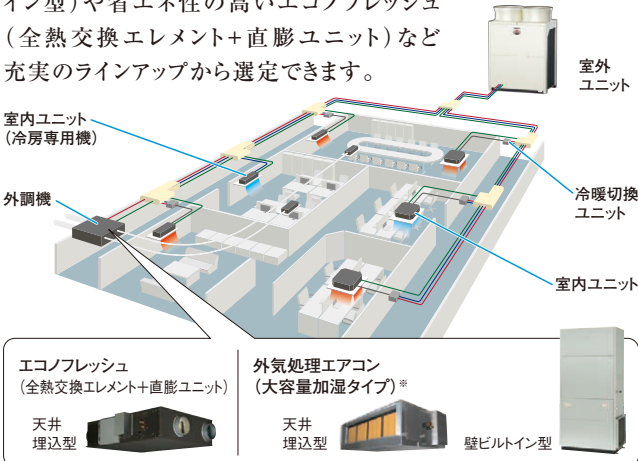 イン型)や省エネ性の高いエコノフレッシュ
(全熱交換エレメント+直膨ユニット)など
充実のラインアップから選定できます。
室外
ユニット
室内ユニット
(冷房専用機)
外調機
冷暖切換
ユニット
室内ユニット
エコノフレッシュ
(全熱交換エレメント+直膨ユニット)
天井
埋込型
外気処理エアコン
(大容量加湿タイプ)※
天井
埋込型
壁ビルトイン型